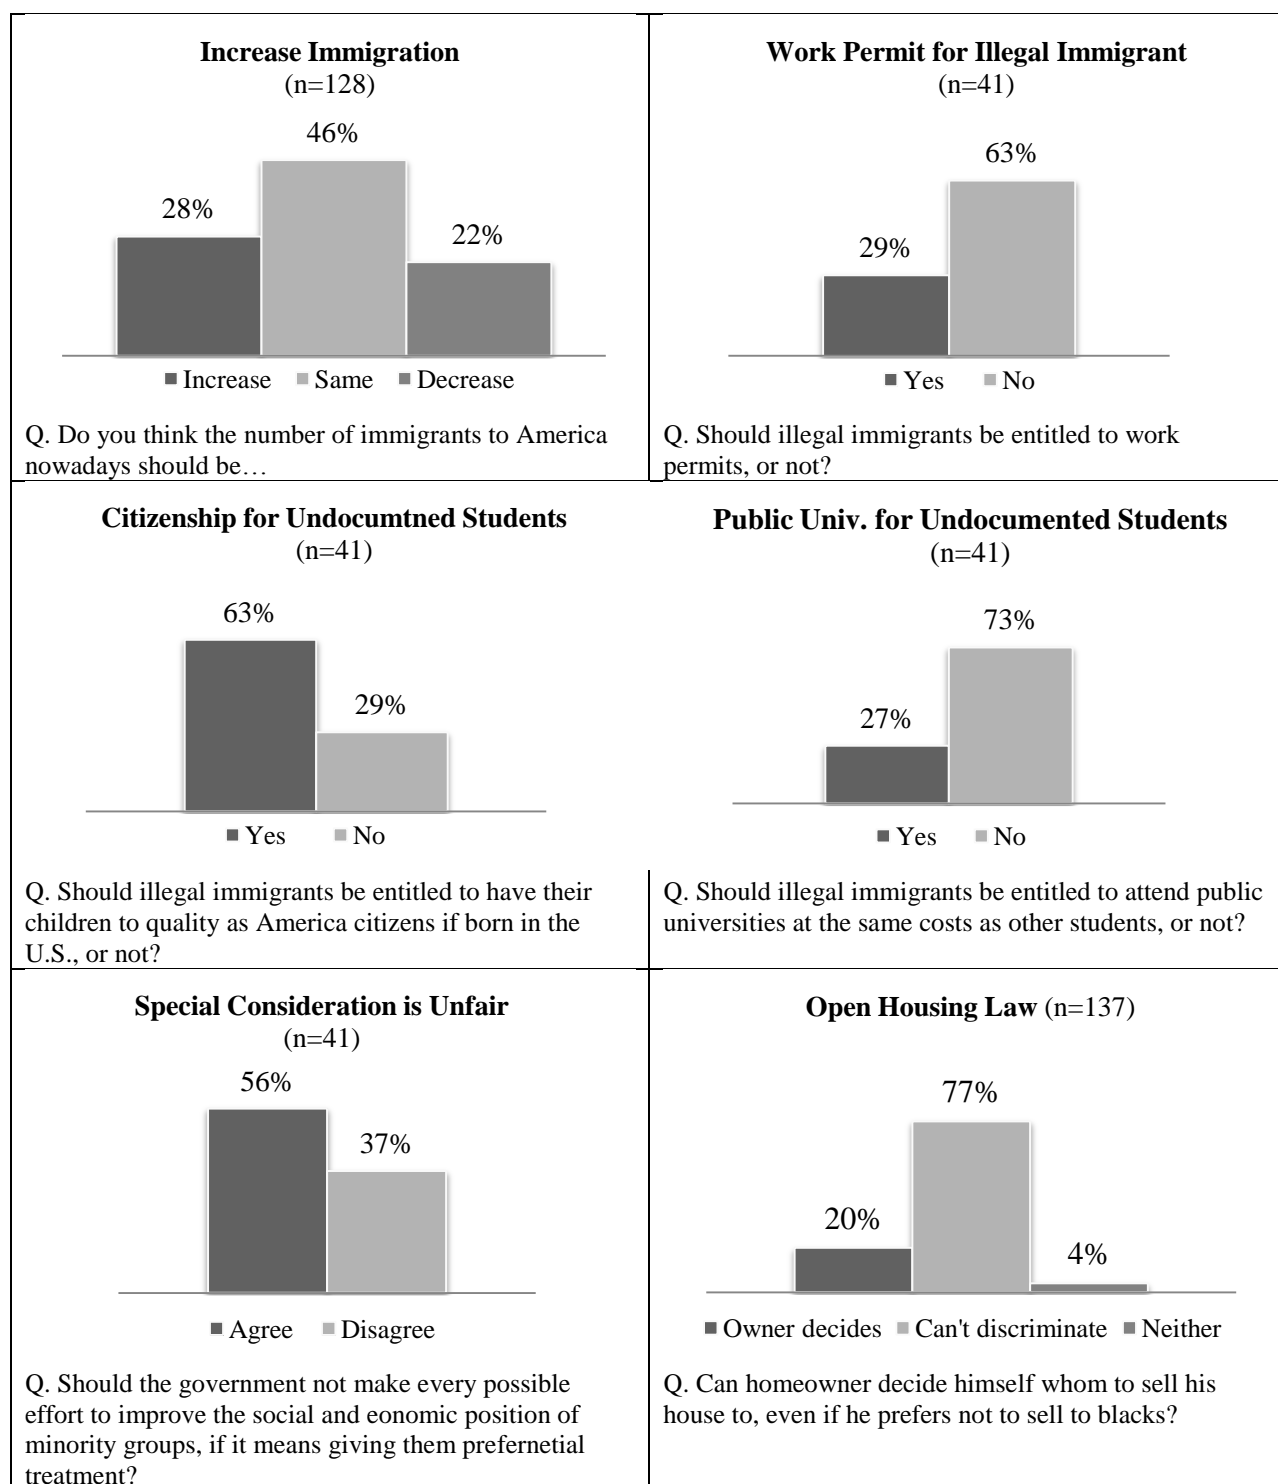 Increase Immigration
(n=128)
46%
28%
22%
Increase Same Decrease
Q. Do you think the number of immigrants to America
nowadays should be…
Work Permit for Illegal Immigrant
(n=41)
63%
29%
Yes No
Q. Should illegal immigrants be entitled to work
permits, or not?
Citizenship for Undocumtned Students
(n=41)
63%
29%
Yes No
Q. Should illegal immigrants be entitled to have their
children to quality as America citizens if born in the
U.S., or not?
Public Univ. for Undocumented Students
(n=41)
73%
27%
Yes No
Q. Should illegal immigrants be entitled to attend public
universities at the same costs as other students, or not?
Special Consideration is Unfair
(n=41)
56%
37%
Agree Disagree
Q. Should the government not make every possible
effort to improve the social and eonomic position of
minority groups, if it means giving them prefernetial
treatment?
Open Housing Law (n=137)
77%
20%
4%
Owner decides Can't discriminate Neither
Q. Can homeowner decide himself whom to sell his
house to, even if he prefers not to sell to blacks?